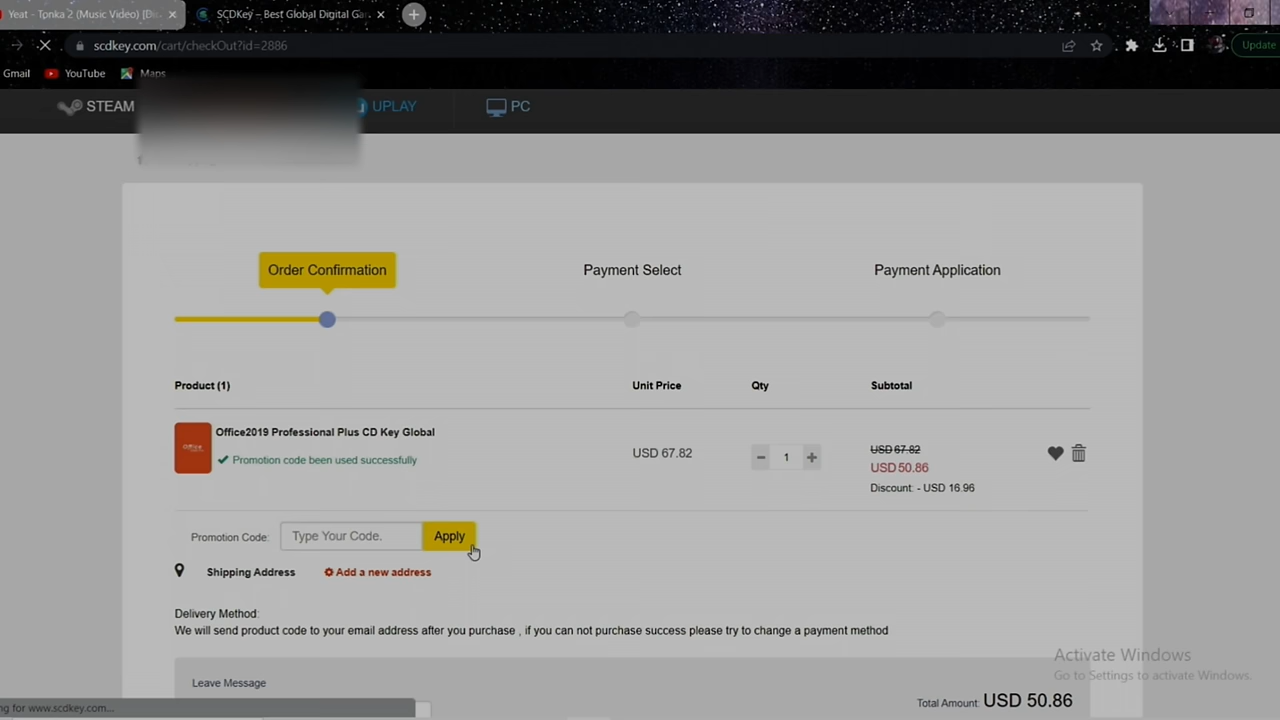 Yeat - Tonka 2 (Music Video) [Di
SCDKey – Best Global Digital Ga
scdkey.com/cart/checkOut?id=2886
Update
Gmail
YouTube
Maps
STEAM
UPLAY
PC
Order Confirmation
Payment Select
Payment Application
Product (1)
Unit Price
Qty
Subtotal
Office2019 Professional Plus CD Key Global
Promotion code been used successfully
USD 67.82
1
USD 67.82
USD 50.86
Discount: - USD 16.96
Promotion Code:
Type Your Code.
Apply
Shipping Address
Add a new address
Delivery Method:
We will send product code to your email address after you purchase , if you can not purchase success please try to change a payment method
Activate Windows
Go to Settings to activate Windows.
Leave Message
Total Amount: USD 50.86
ng for www.scdkey.com...